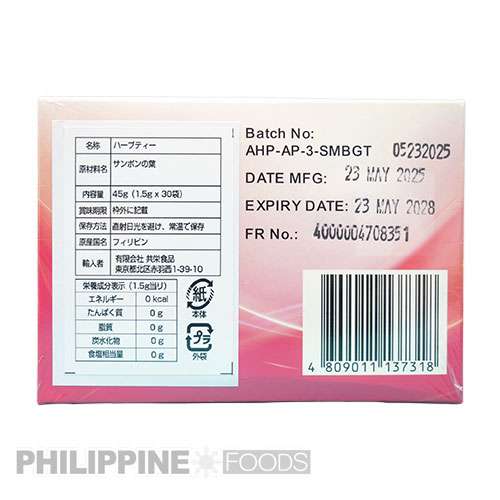 名称 ハーブティー
原材料名 サンボンの葉
内容量 45g (1.5g x 30袋)
賞味期限 枠外に記載
保存方法 直射日光を避け、常温で保存
原産国名 フィリピン
輸入者 有限会社 共栄食品
東京都北区赤羽西1-39-10
栄養成分表示 (1.5g当り)
エネルギー 0 kcal
たんぱく質 0 g
脂質 0 g
炭水化物 0 g
食塩相当量 0 g
紙
本体
プラ
外袋
Batch No:
AHP-AP-3-SMBGT 05232025
DATE MFG: 23 MAY 2025
EXPIRY DATE: 23 MAY 2028
FR No.: 4000004708351
4 809011 137318
PHILIPPINE FOODS